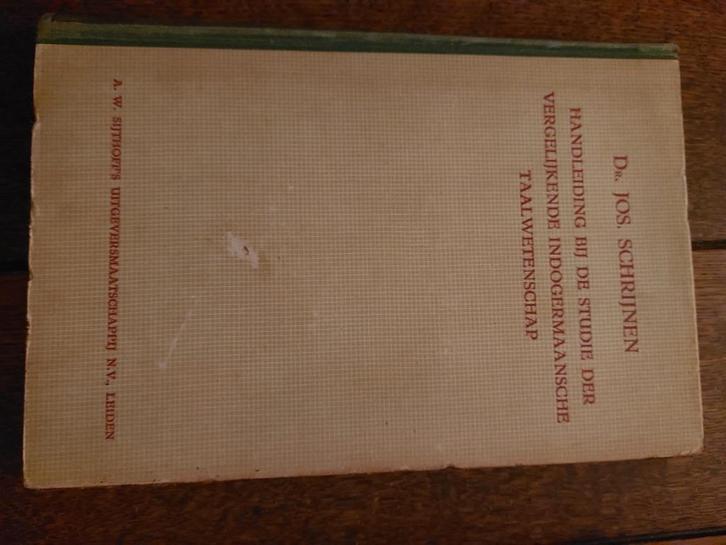 Dr. JOS. SCHRIJNEN
HANDLEIDING BIJ DE STUDIE DER
VERGELIJKENDE INDOGERMAANSCHE
TAALWETENSCHAP
A. W. SIJTHOFF'S UITGEVERSMAATSCHAPPIJ N.V., LEIDEN